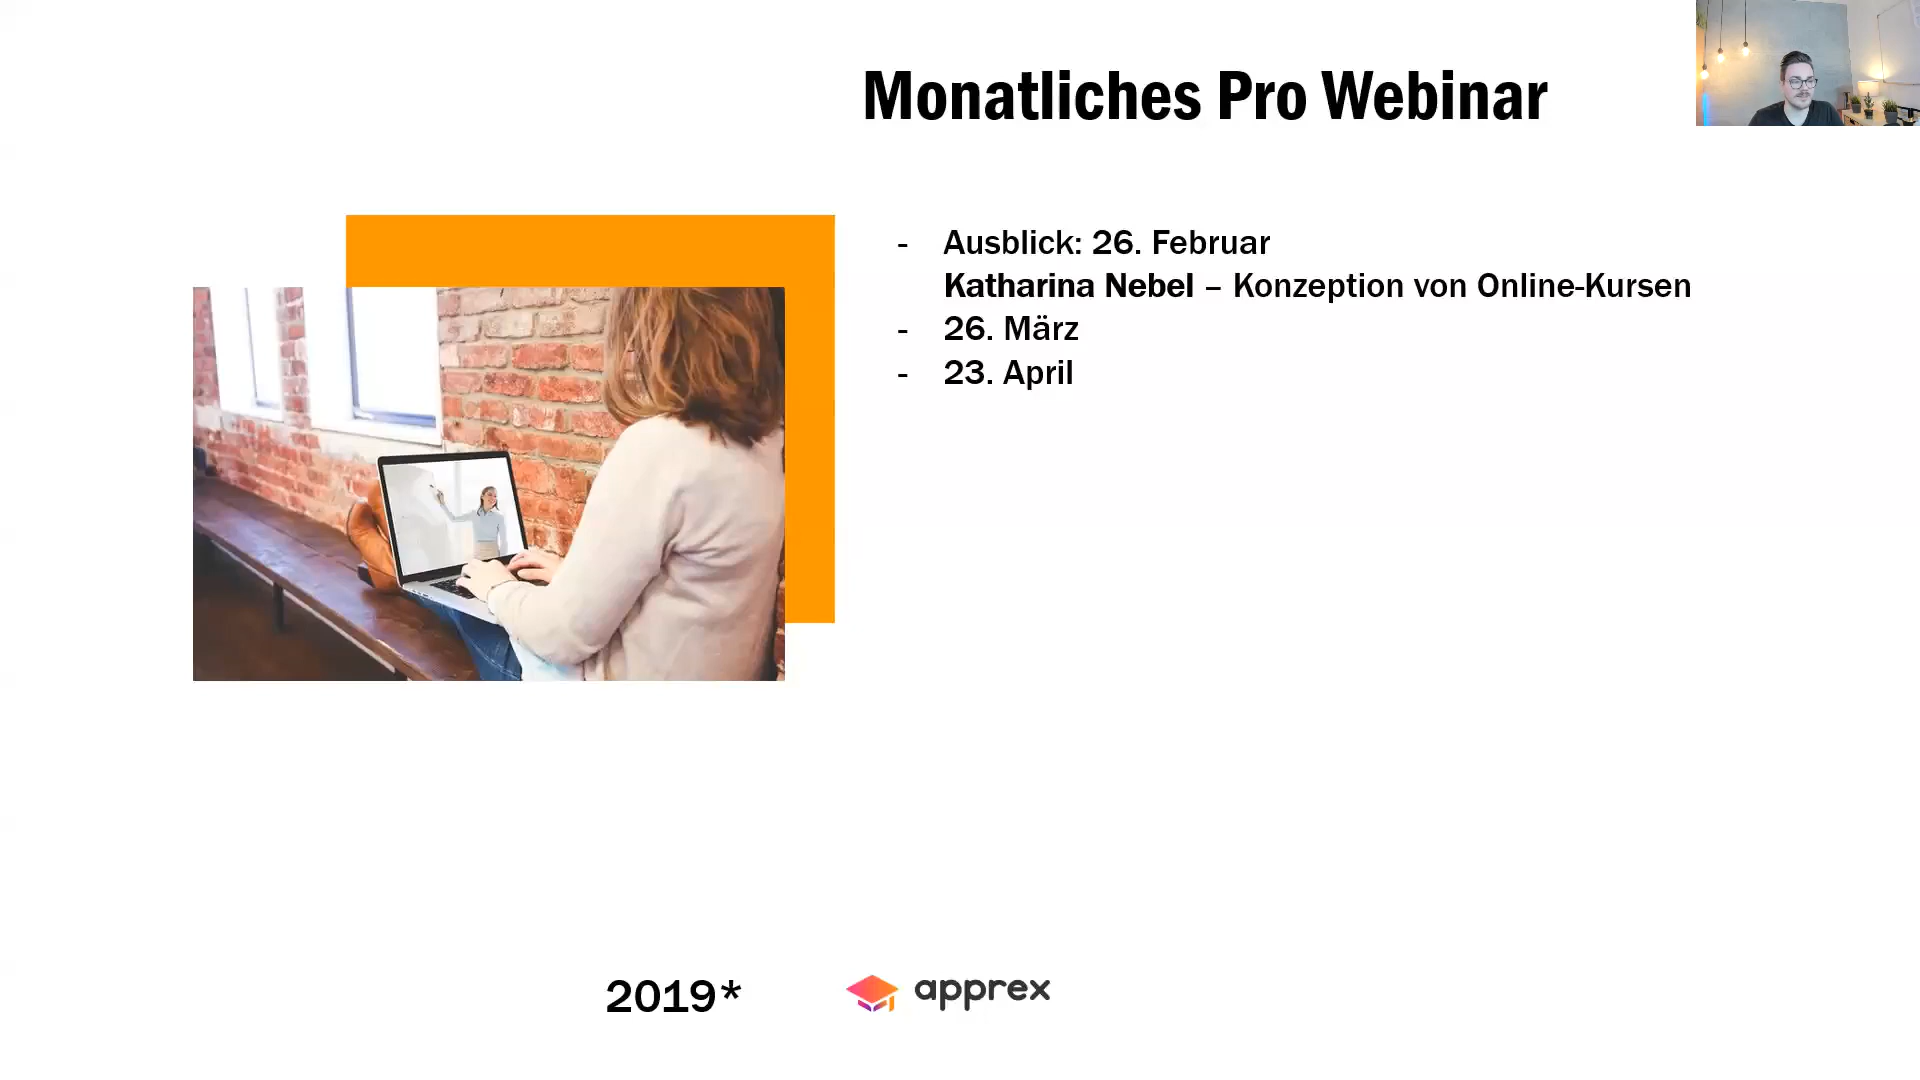 Monatliches Pro Webinar
- Ausblick: 26. Februar
Katharina Nebel – Konzeption von Online-Kursen
- 26. März
- 23. April
2019*
apprex